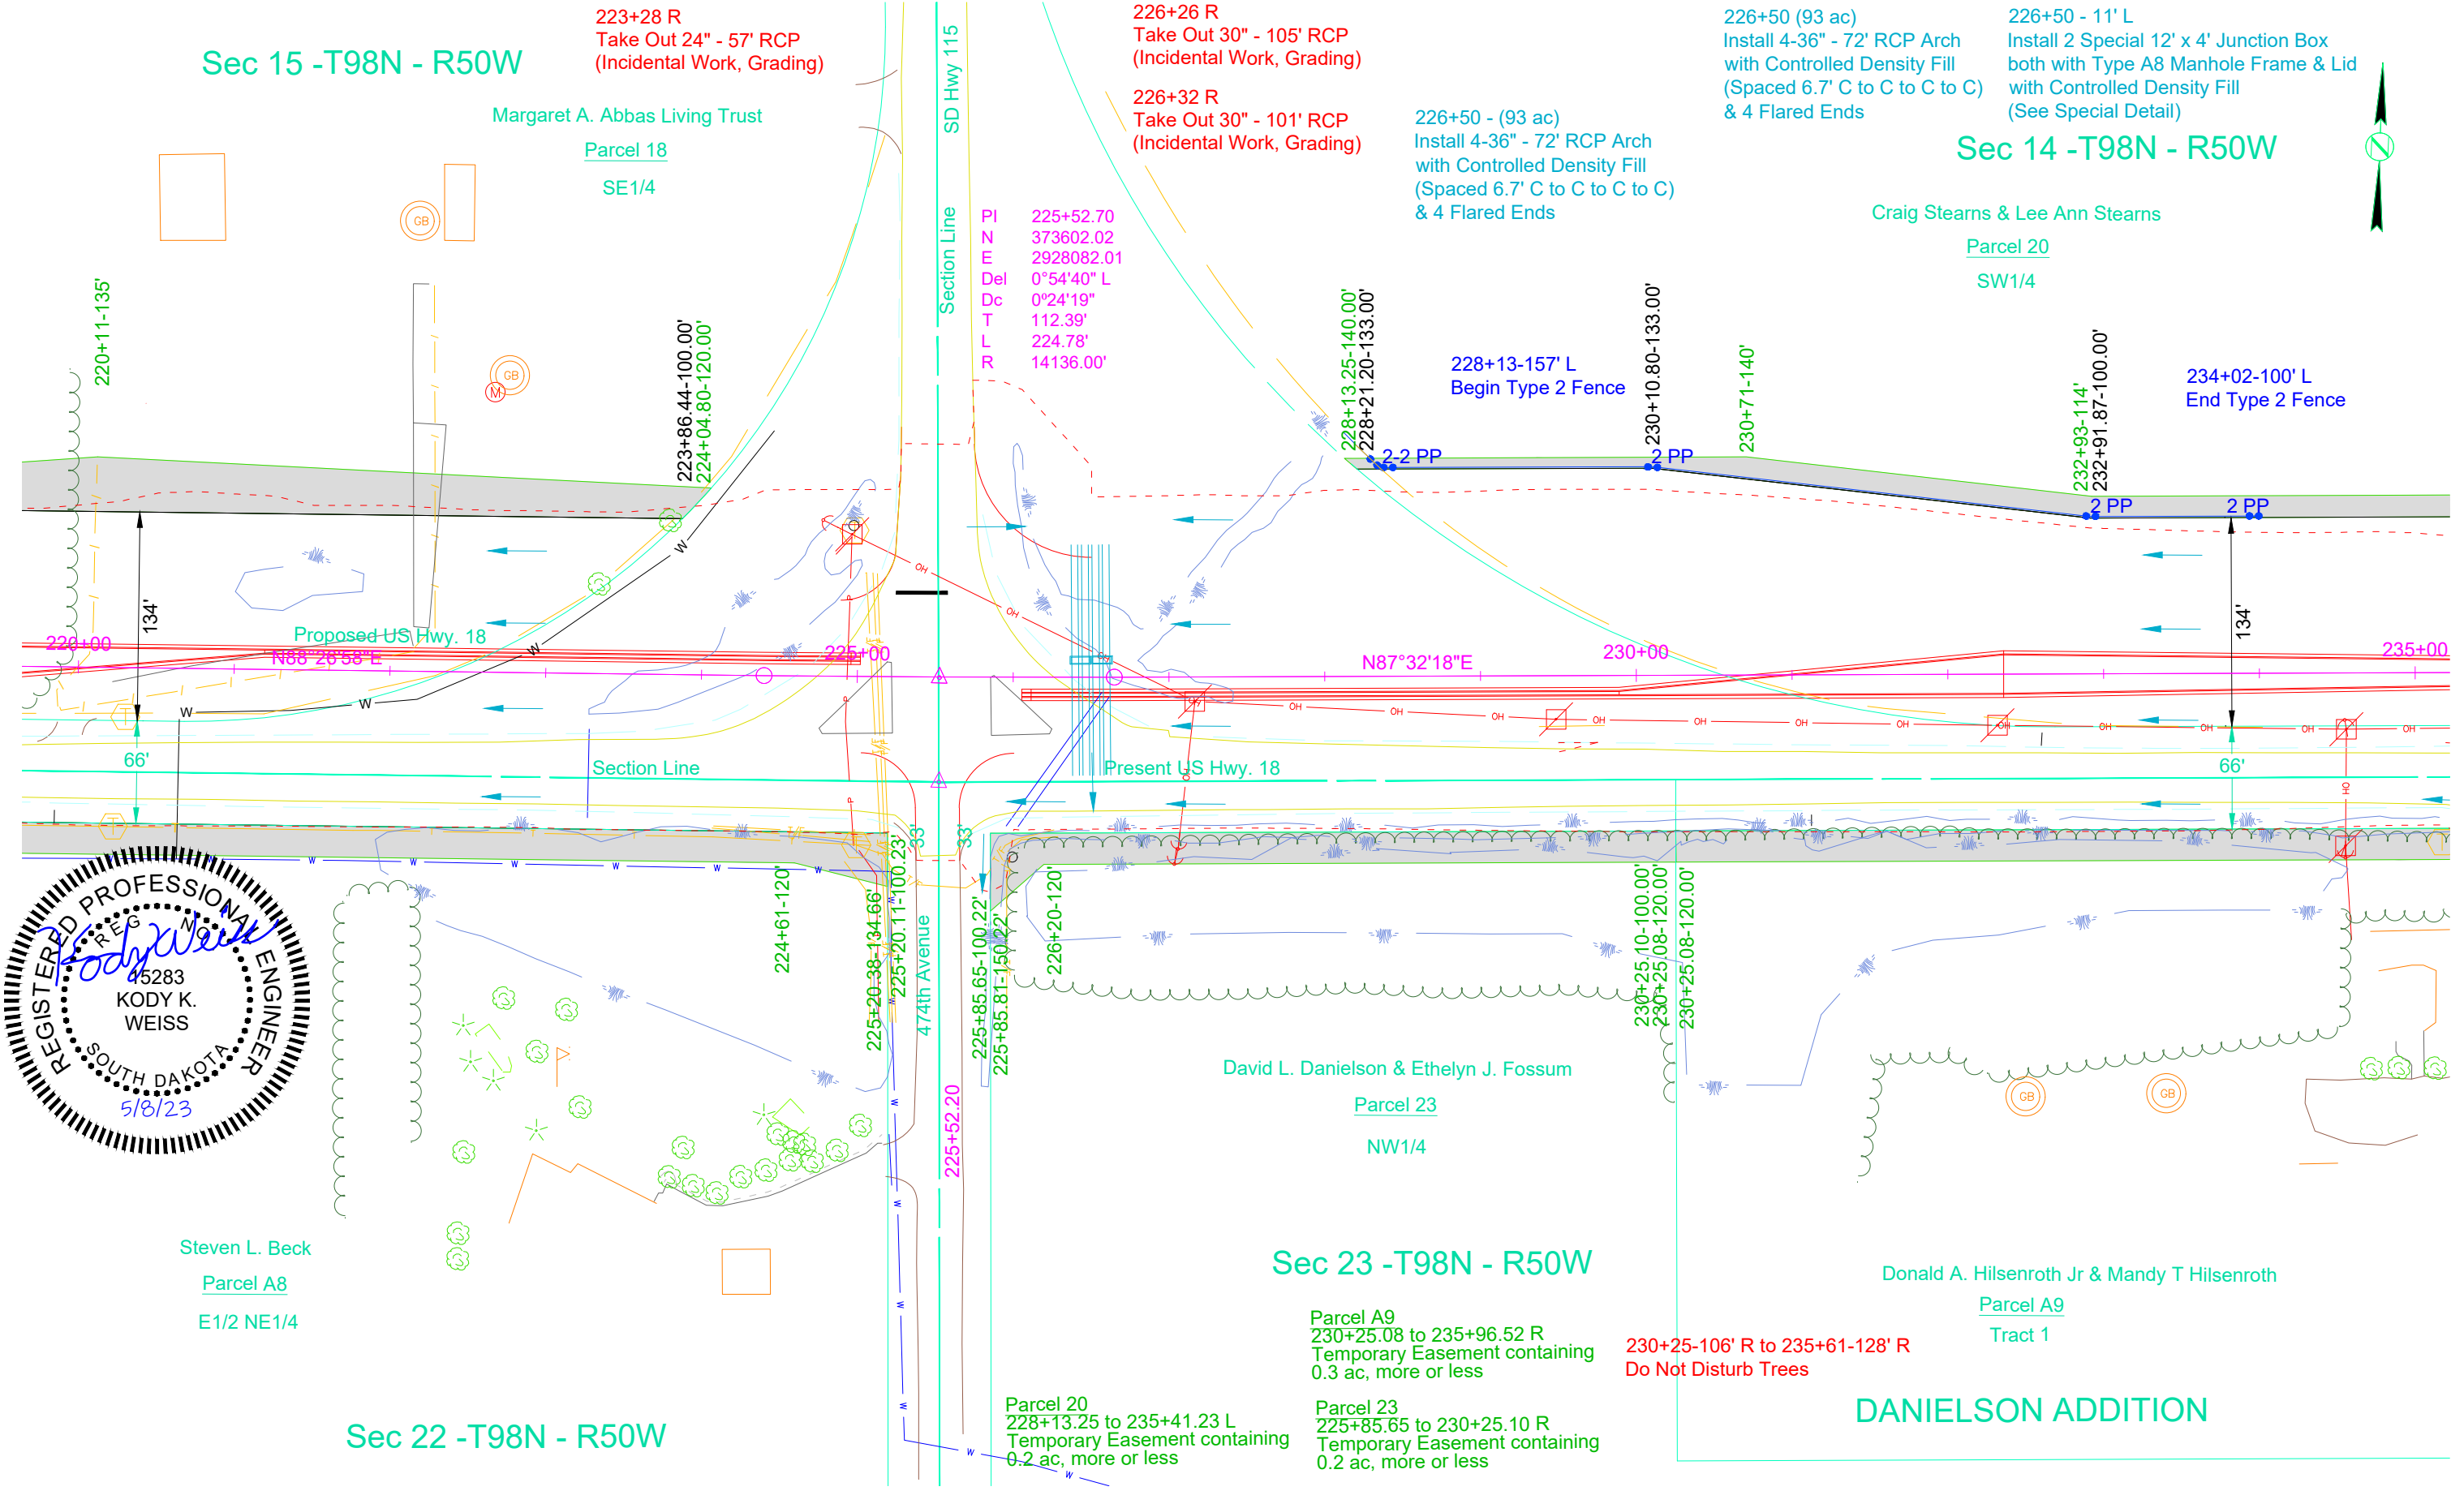 223+28 R
Take Out 24" - 57' RCP
(Incidental Work, Grading)
226+26 R
Take Out 30" - 105' RCP
(Incidental Work, Grading)
226+32 R
Take Out 30" - 101' RCP
(Incidental Work, Grading)
226+50 - (93 ac)
Install 4-36" - 72' RCP Arch
with Controlled Density Fill
(Spaced 6.7' C to C to C to C)
& 4 Flared Ends
226+50 (93 ac)
Install 4-36" - 72' RCP Arch
with Controlled Density Fill
(Spaced 6.7' C to C to C to C)
& 4 Flared Ends
226+50 - 11' L
Install 2 Special 12' x 4' Junction Box
both with Type A8 Manhole Frame & Lid
with Controlled Density Fill
(See Special Detail)
Sec 15 -T98N - R50W
Margaret A. Abbas Living Trust
Parcel 18
SE1/4
SD Hwy 115
Section Line
Sec 14 -T98N - R50W
Craig Stearns & Lee Ann Stearns
Parcel 20
SW1/4
N
GB
GB
M
PI 225+52.70
N 373602.02
E 2928082.01
Del 0°54'40" L
Dc 0°24'19"
T 112.39'
L 224.78'
R 14136.00'
220+11-135'
223+86.44-100.00'
224+04.80-120.00'
228+13.25-140.00'
228+21.20-133.00'
228+13-157' L
Begin Type 2 Fence
230+10.80-133.00'
230+71-140'
232+93-114'
232+91.87-100.00'
234+02-100' L
End Type 2 Fence
2-2 PP
2 PP
2 PP
2 PP
134'
134'
Proposed US Hwy. 18
220+00
N88°26'58"E
225+00
N87°32'18"E
230+00
235+00
W
W
W
W
OH
OH
OH
OH
OH
OH
OH
OH
OH
OH
OH
OH
OH
OH
66'
Section Line
Present US Hwy. 18
66'
33'
33'
W
W
W
W
W
W
224+61-120'
225+20.38-134.66'
225+20.11-100.23'
474th Avenue
225+85.65-100.22'
225+85.81-150.22'
226+20-120'
230+25.10-100.00'
230+25.08-120.00'
230+25.08-120.00'
225+52.20
REGISTERED PROFESSIONAL ENGINEER
REG NO
15283
KODY K.
WEISS
SOUTH DAKOTA
Kody Weiss
5/8/23
GB
GB
David L. Danielson & Ethelyn J. Fossum
Parcel 23
NW1/4
Steven L. Beck
Parcel A8
E1/2 NE1/4
Sec 23 -T98N - R50W
Donald A. Hilsenroth Jr & Mandy T Hilsenroth
Parcel A9
Tract 1
Parcel A9
230+25.08 to 235+96.52 R
Temporary Easement containing
0.3 ac, more or less
230+25-106' R to 235+61-128' R
Do Not Disturb Trees
Parcel 20
228+13.25 to 235+41.23 L
Temporary Easement containing
0.2 ac, more or less
Parcel 23
225+85.65 to 230+25.10 R
Temporary Easement containing
0.2 ac, more or less
Sec 22 -T98N - R50W
DANIELSON ADDITION